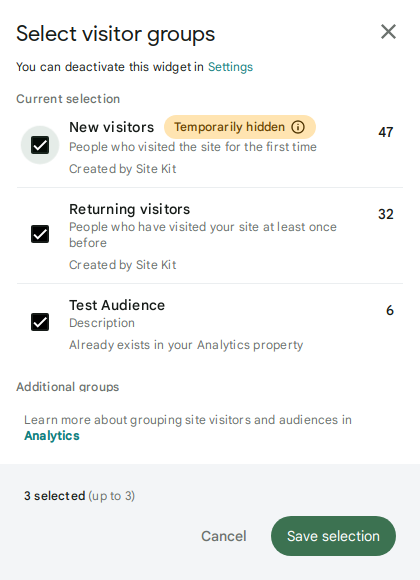 Select visitor groups
You can deactivate this widget in Settings
Current selection
New visitors Temporarily hidden 47
People who visited the site for the first time
Created by Site Kit
Returning visitors 32
People who have visited your site at least once
before
Created by Site Kit
Test Audience 6
Description
Already exists in your Analytics property
Additional groups
Learn more about grouping site visitors and audiences in
Analytics
3 selected (up to 3)
Cancel Save selection